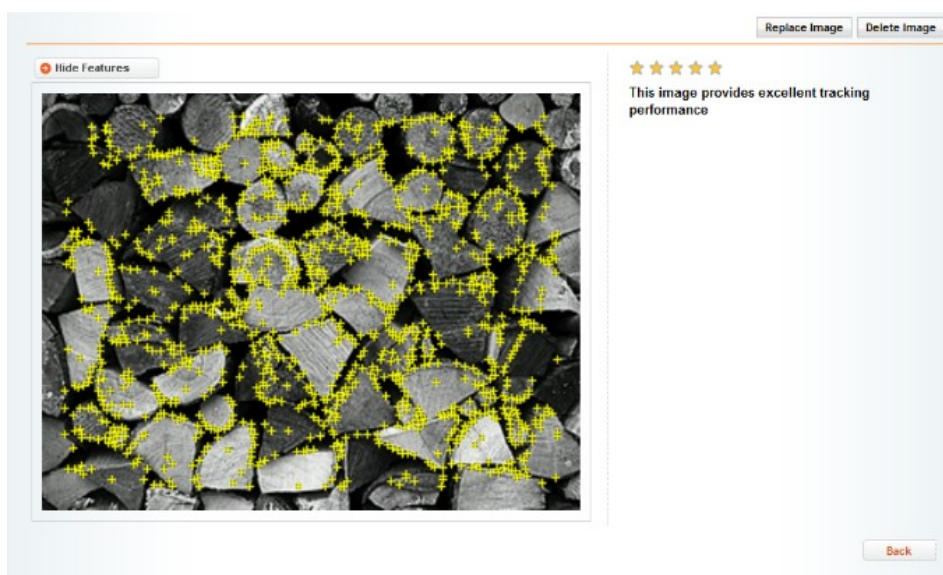 Replace Image Delete Image
Hide Features
This image provides excellent tracking
performance
Back